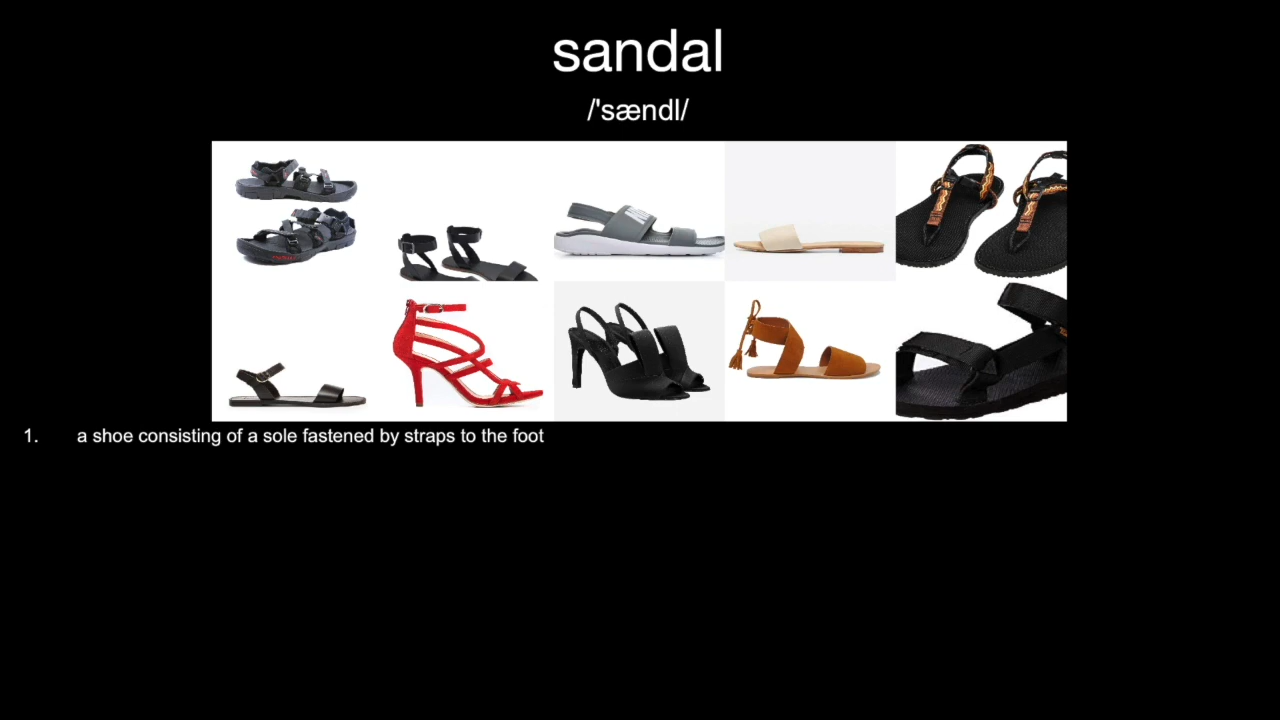 sandal
/'sændl/
1. a shoe consisting of a sole fastened by straps to the foot